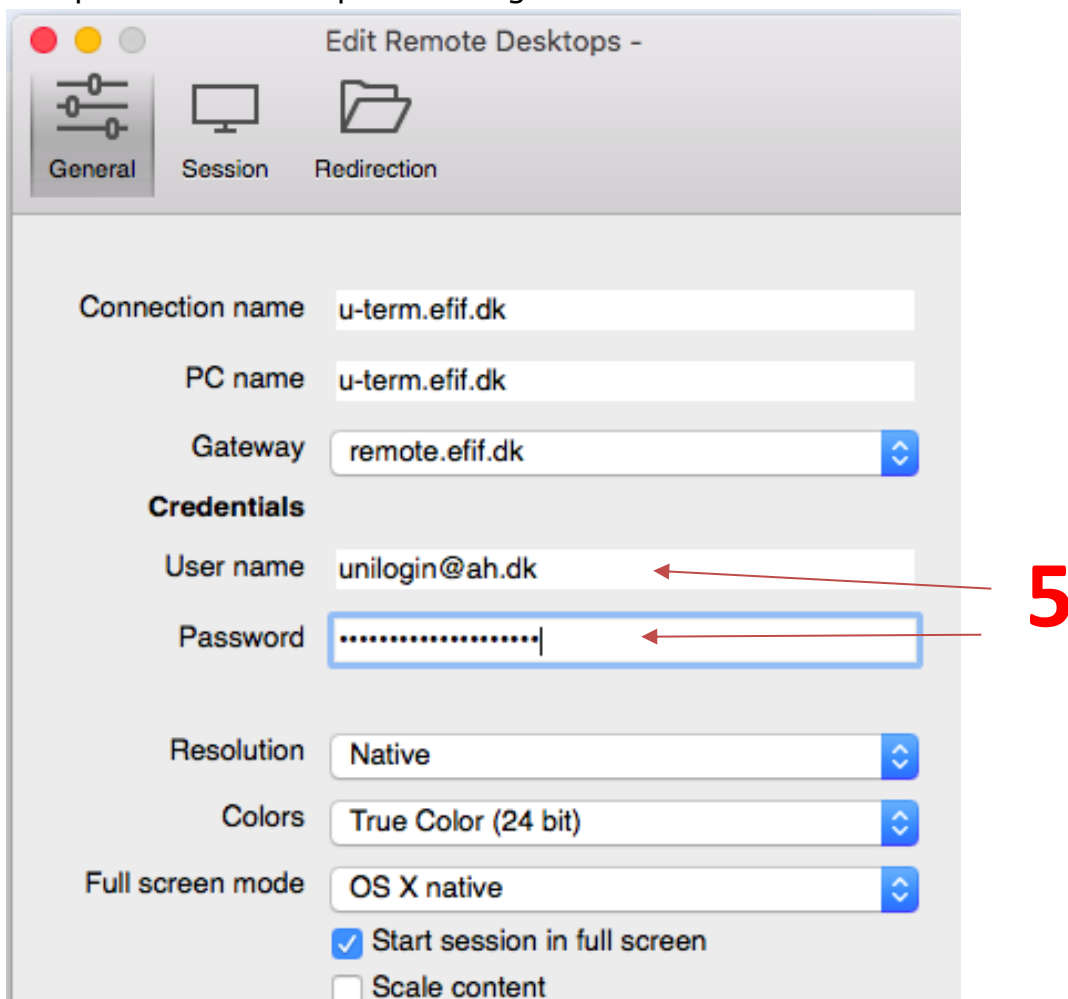 Edit Remote Desktops -
General Session Redirection
Connection name u-term.efif.dk
PC name u-term.efif.dk
Gateway remote.efif.dk
Credentials
User name unilogin@ah.dk
5
Password ••••••••••••••••••••
Resolution Native
Colors True Color (24 bit)
Full screen mode OS X native
Start session in full screen
Scale content